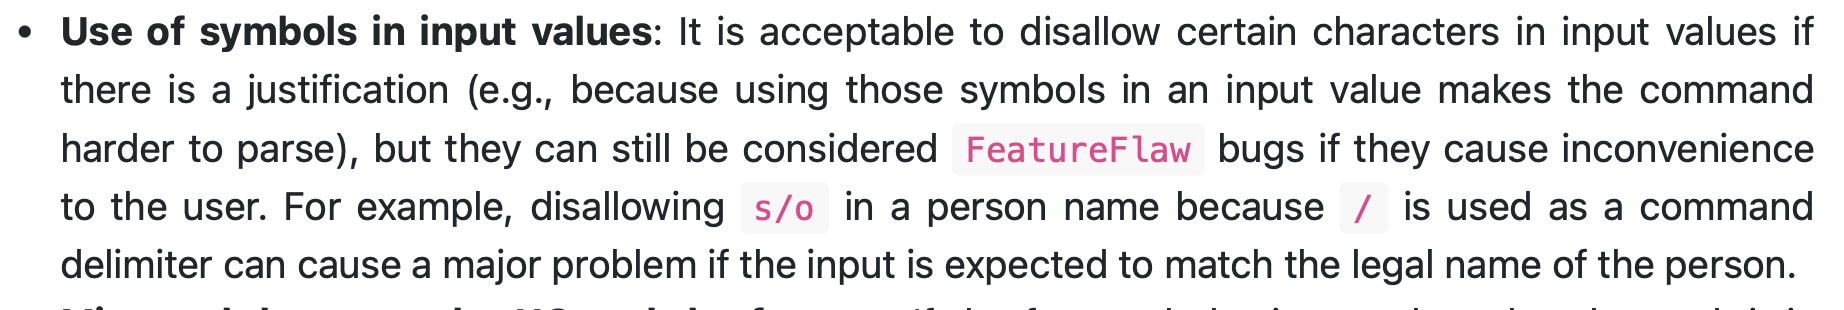 • Use of symbols in input values: It is acceptable to disallow certain characters in input values if
there is a justification (e.g., because using those symbols in an input value makes the command
harder to parse), but they can still be considered FeatureFlaw bugs if they cause inconvenience
to the user. For example, disallowing s/o in a person name because / is used as a command
delimiter can cause a major problem if the input is expected to match the legal name of the person.